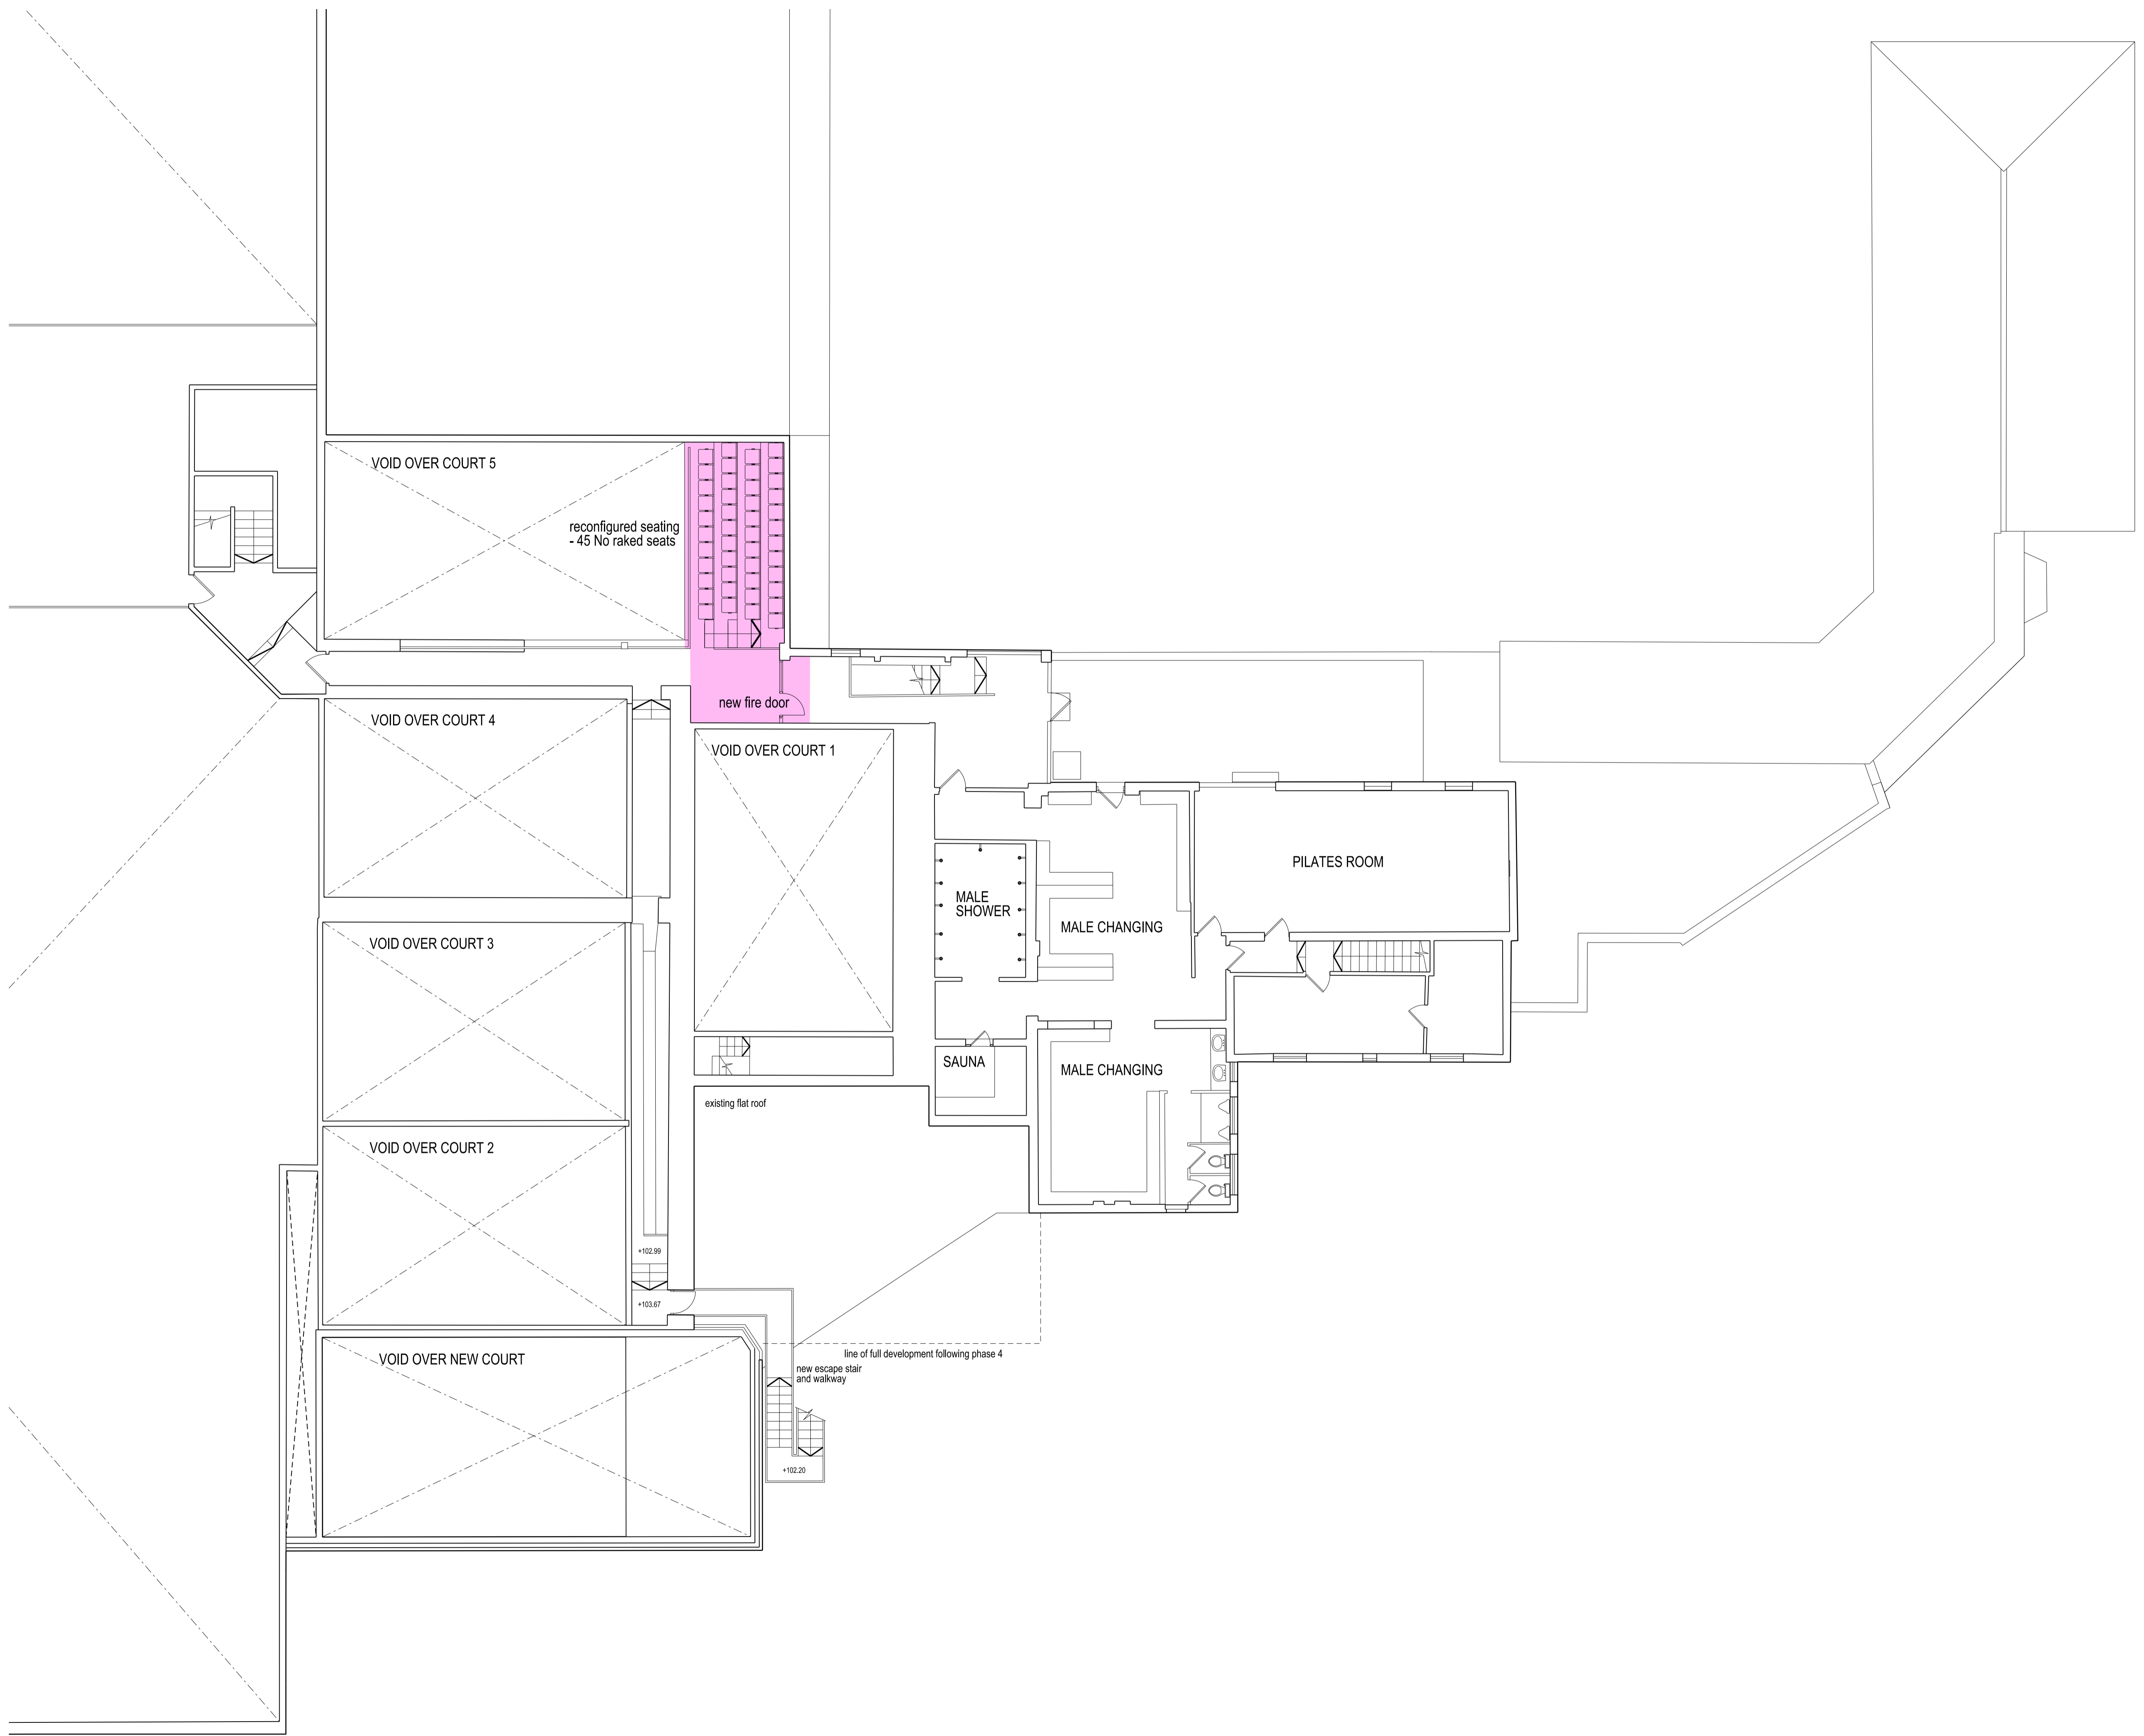 VOID OVER COURT 5
reconfigured seating
- 45 No raked seats
new fire door
VOID OVER COURT 4
VOID OVER COURT 1
PILATES ROOM
MALE
SHOWER
MALE CHANGING
VOID OVER COURT 3
SAUNA
MALE CHANGING
existing flat roof
VOID OVER COURT 2
+102.99
+103.67
VOID OVER NEW COURT
line of full development following phase 4
new escape stair
and walkway
+102.20